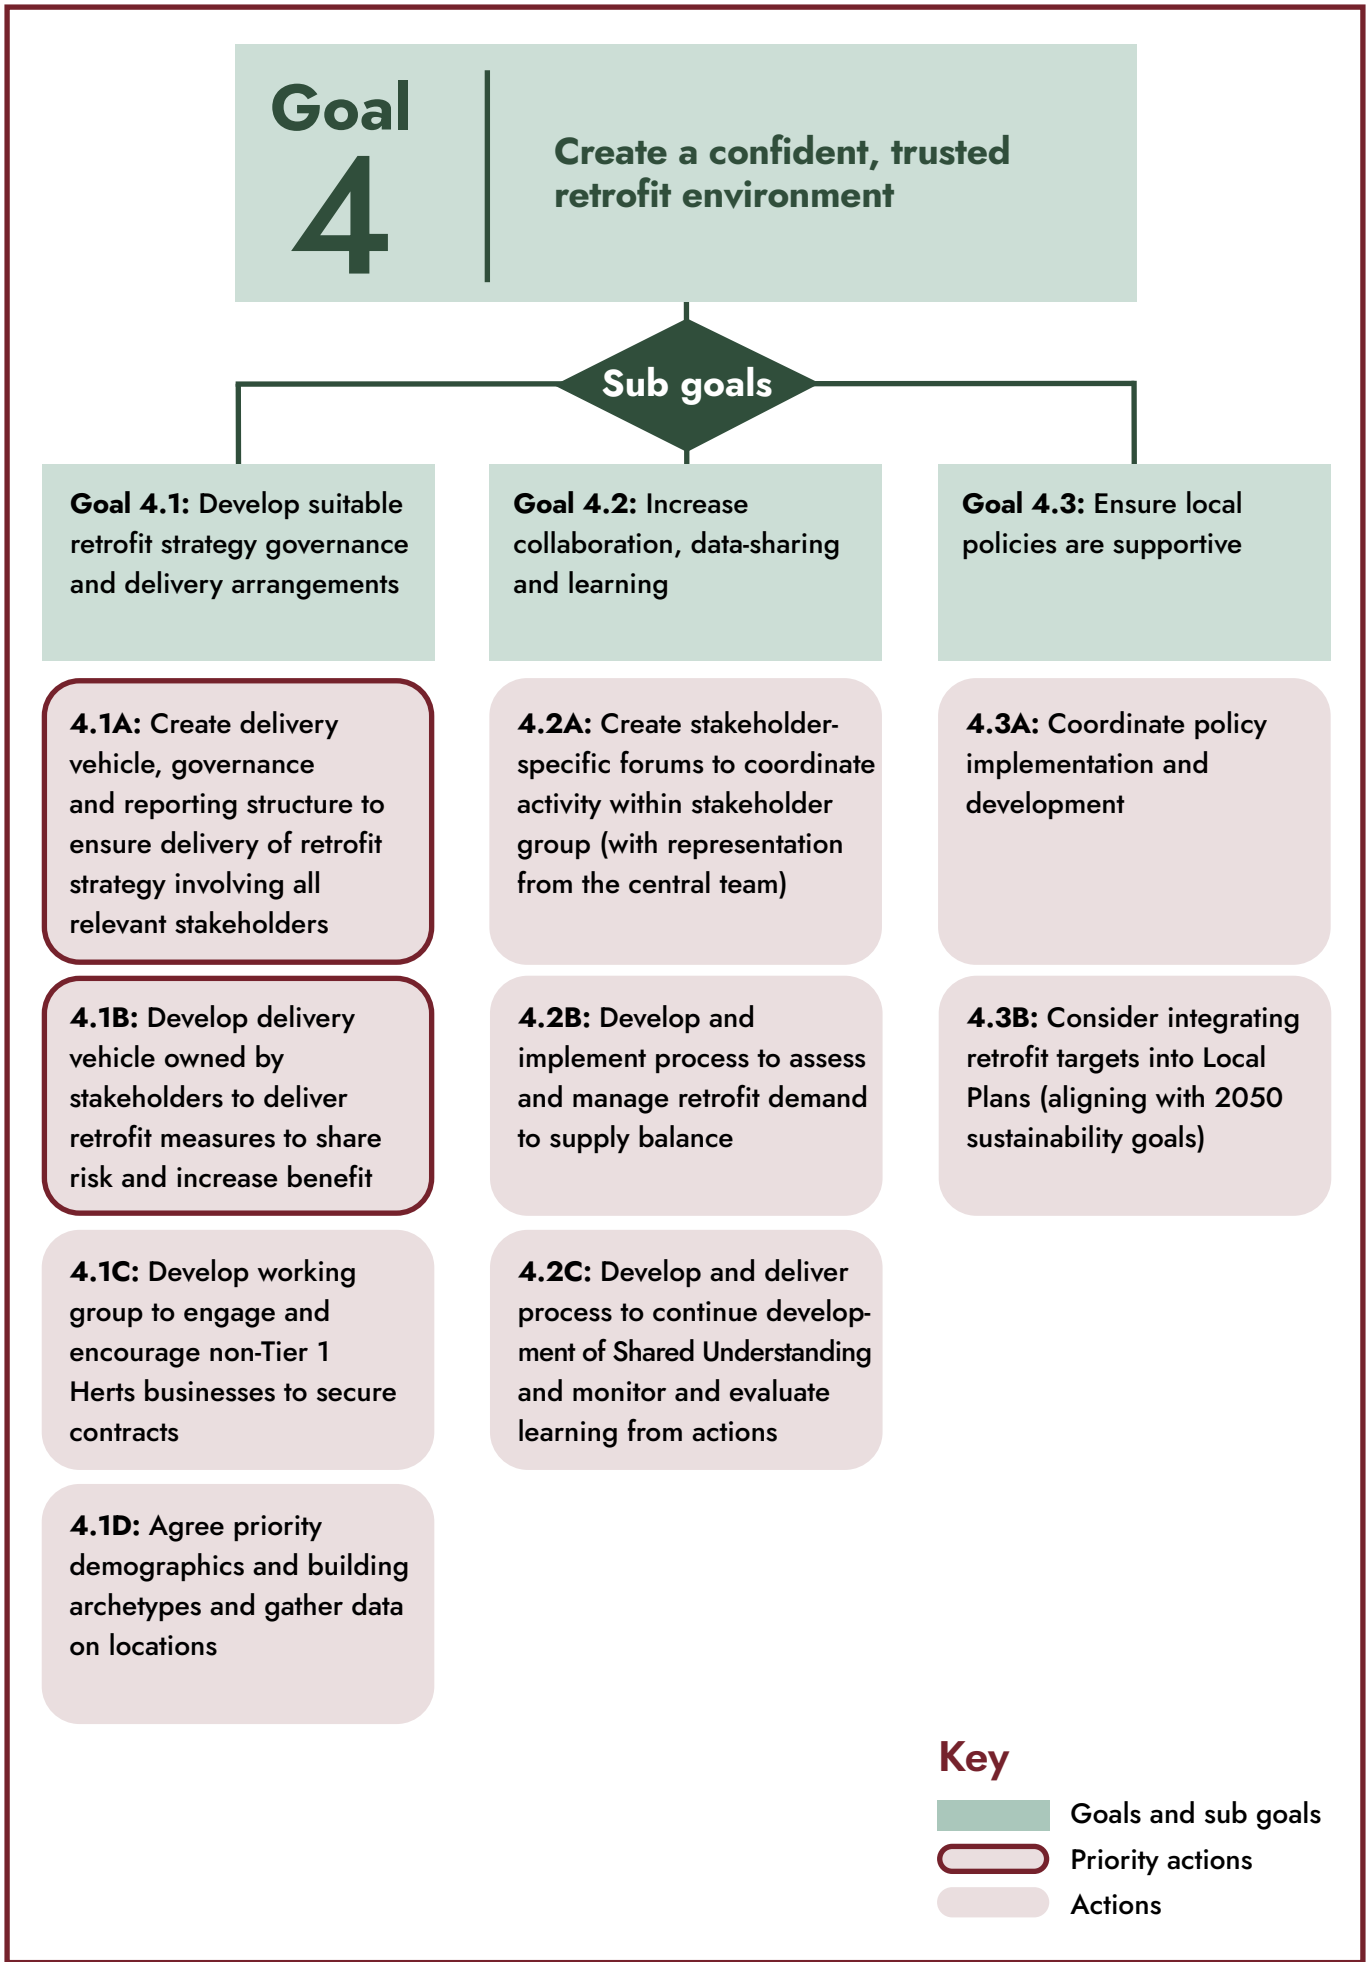 Goal
4
Create a confident, trusted
retrofit environment
Sub goals
Goal 4.1: Develop suitable
retrofit strategy governance
and delivery arrangements
Goal 4.2: Increase
collaboration, data-sharing
and learning
Goal 4.3: Ensure local
policies are supportive
4.1A: Create delivery
vehicle, governance
and reporting structure to
ensure delivery of retrofit
strategy involving all
relevant stakeholders
4.1B: Develop delivery
vehicle owned by
stakeholders to deliver
retrofit measures to share
risk and increase benefit
4.1C: Develop working
group to engage and
encourage non-Tier 1
Herts businesses to secure
contracts
4.1D: Agree priority
demographics and building
archetypes and gather data
on locations
4.2A: Create stakeholder-
specific forums to coordinate
activity within stakeholder
group (with representation
from the central team)
4.2B: Develop and
implement process to assess
and manage retrofit demand
to supply balance
4.2C: Develop and deliver
process to continue develop-
ment of Shared Understanding
and monitor and evaluate
learning from actions
4.3A: Coordinate policy
implementation and
development
4.3B: Consider integrating
retrofit targets into Local
Plans (aligning with 2050
sustainability goals)
Key
Goals and sub goals
Priority actions
Actions